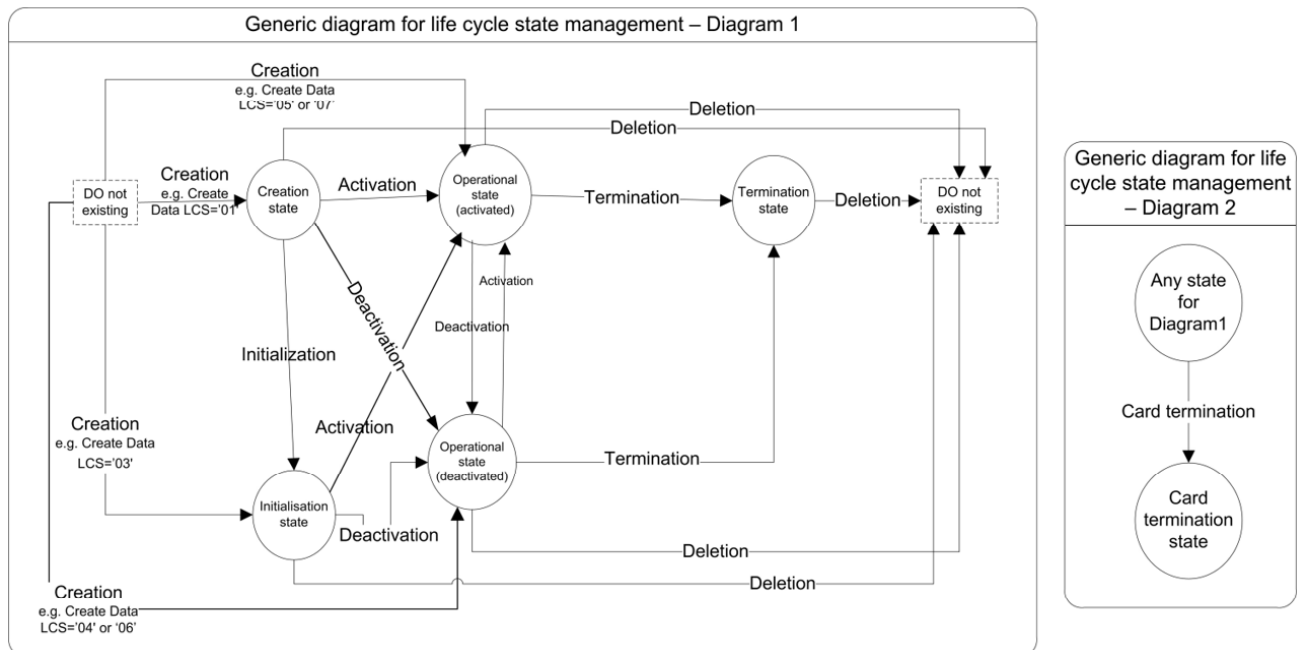 Generic diagram for life cycle state management – Diagram 1
Creation
e.g. Create Data
LCS='05' or '07'
Deletion
Deletion
Creation
e.g. Create
Data LCS='01'
DO not
existing
Creation
state
Activation
Operational
state
(activated)
Termination
Termination
state
Deletion
DO not
existing
Deactivation
Activation
Deactivation
Initialization
Activation
Creation
e.g. Create Data
LCS='03'
Operational
state
(deactivated)
Termination
Initialisation
state
Deactivation
Deletion
Deletion
Creation
e.g. Create Data
LCS='04' or '06'
Generic diagram for life
cycle state management
– Diagram 2
Any state
for
Diagram1
Card termination
Card
termination
state